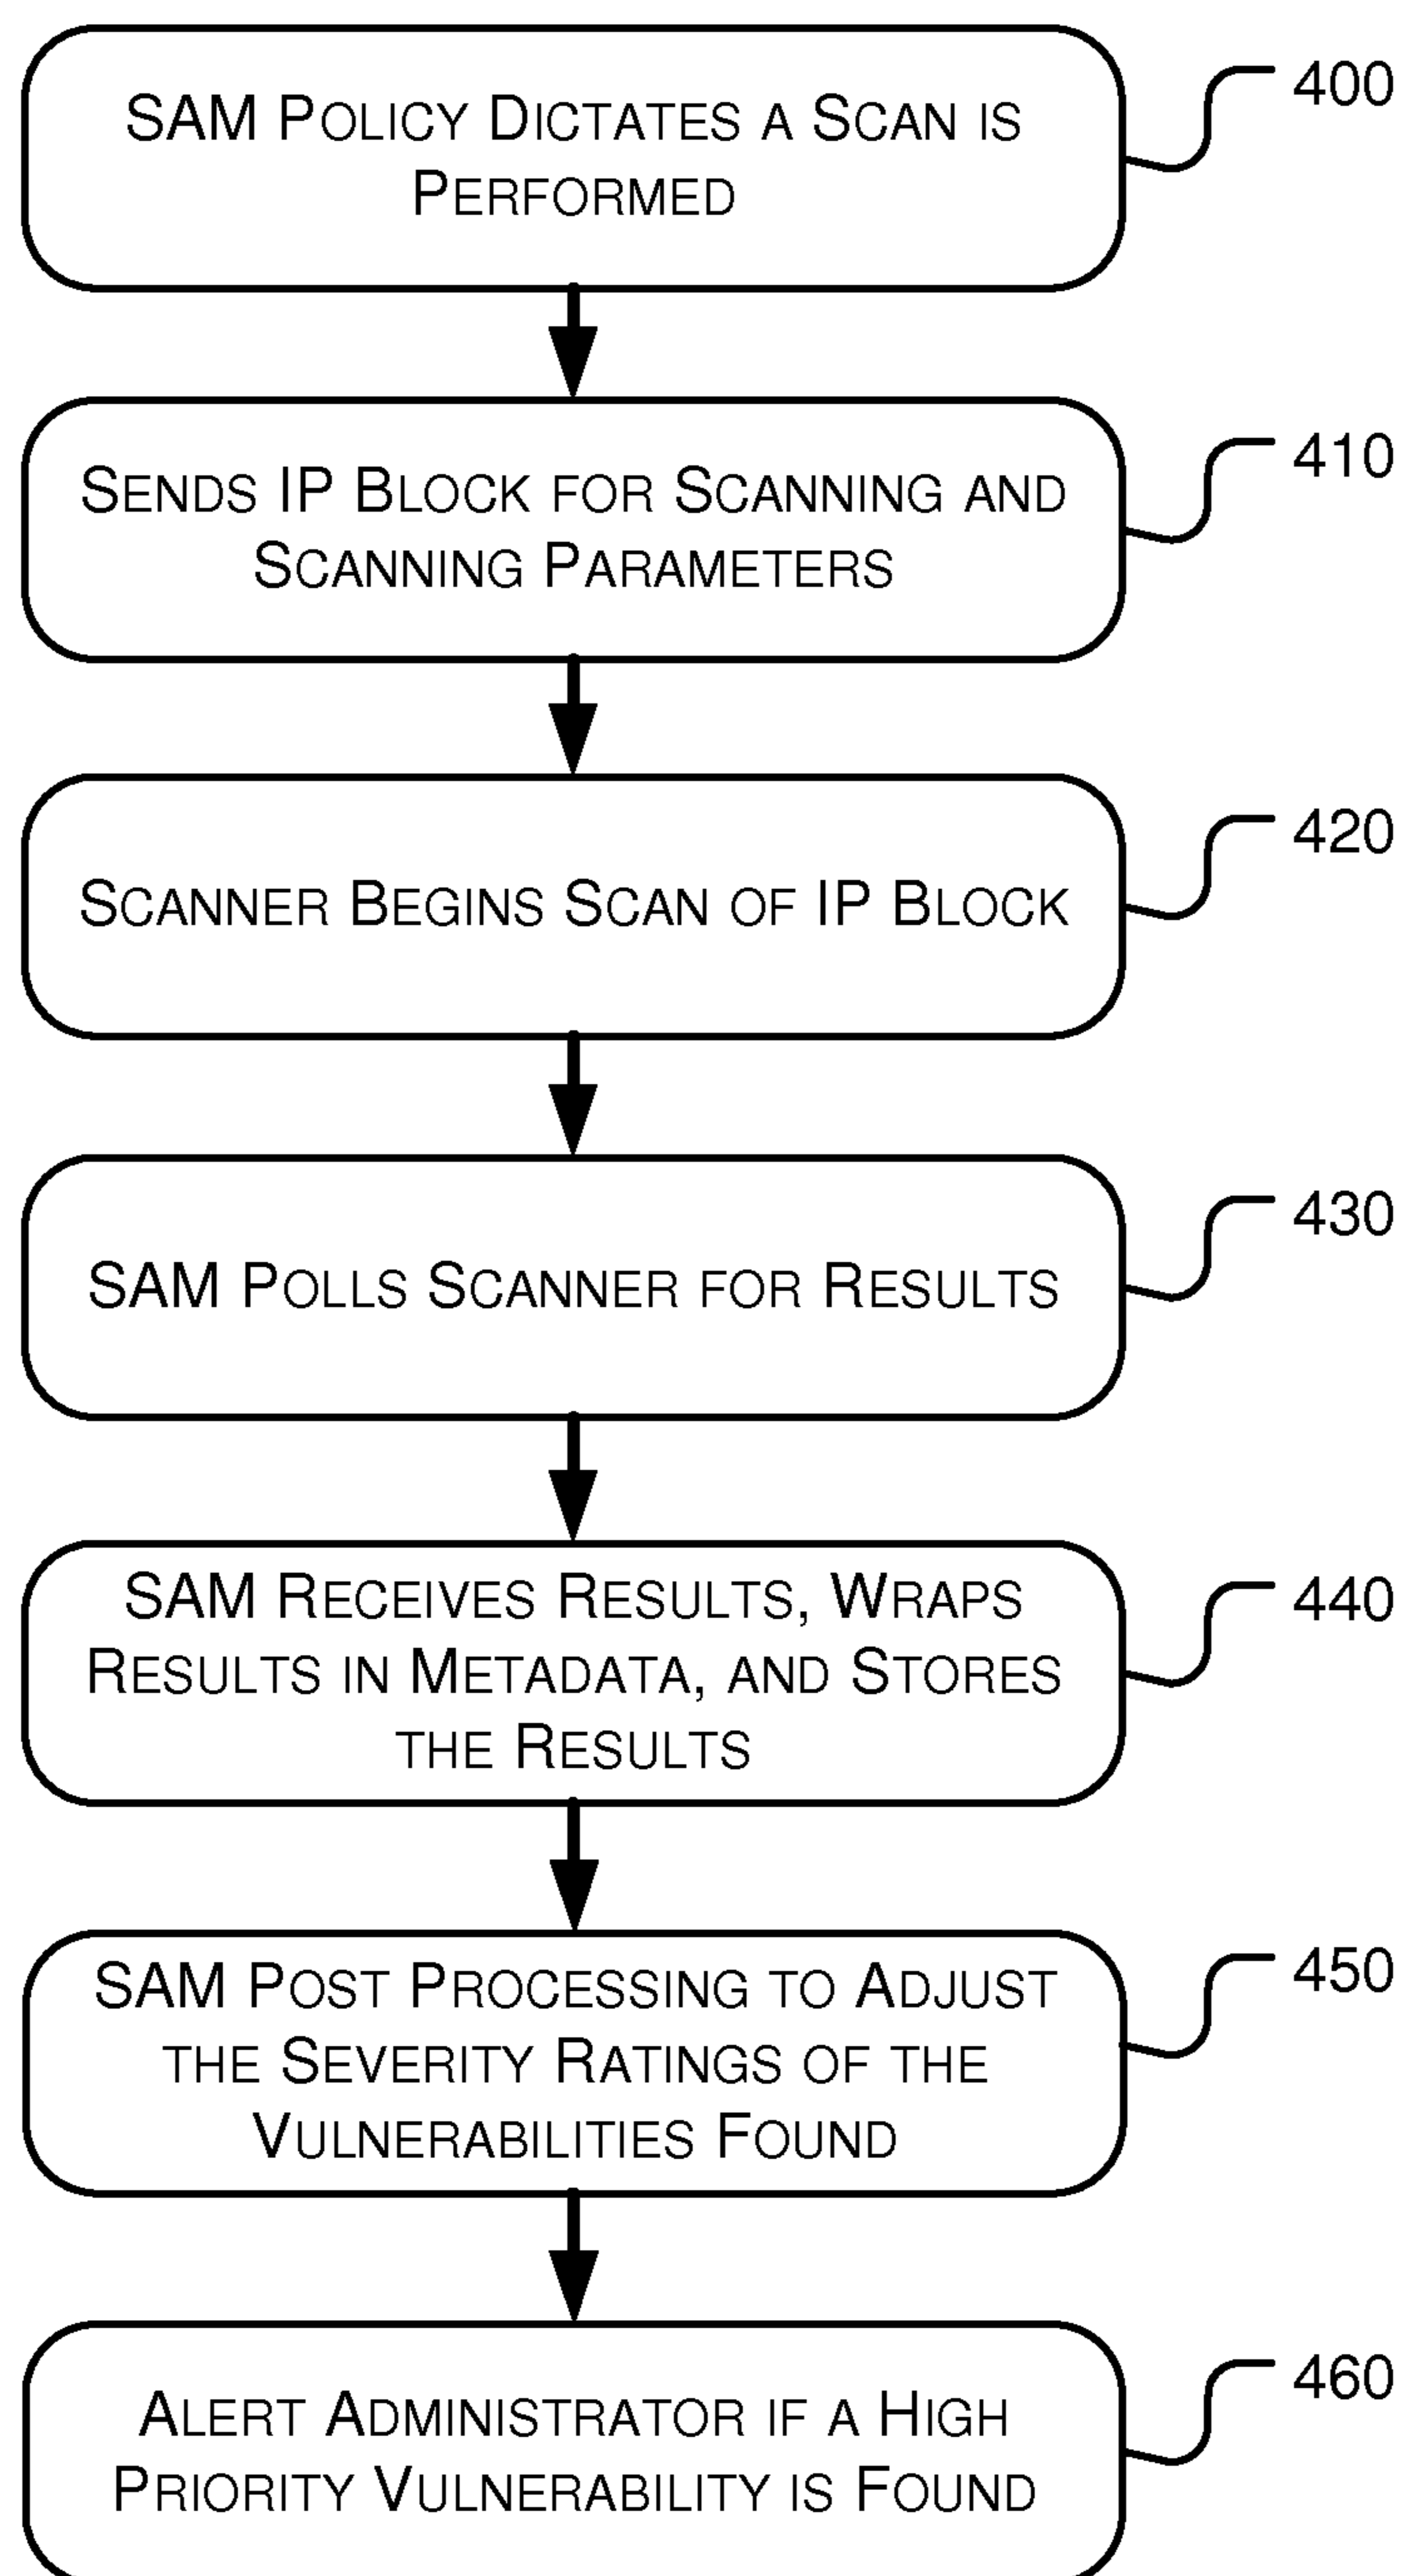 SAM POLICY DICTATES A SCAN IS
PERFORMED
400
SENDS IP BLOCK FOR SCANNING AND
SCANNING PARAMETERS
410
SCANNER BEGINS SCAN OF IP BLOCK
420
SAM POLLS SCANNER FOR RESULTS
430
SAM RECEIVES RESULTS, WRAPS
RESULTS IN METADATA, AND STORES
THE RESULTS
440
SAM POST PROCESSING TO ADJUST
THE SEVERITY RATINGS OF THE
VULNERABILITIES FOUND
450
ALERT ADMINISTRATOR IF A HIGH
PRIORITY VULNERABILITY IS FOUND
460